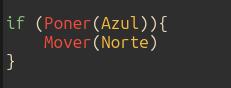 if (Poner(Azul)){
    Mover(Norte)
}